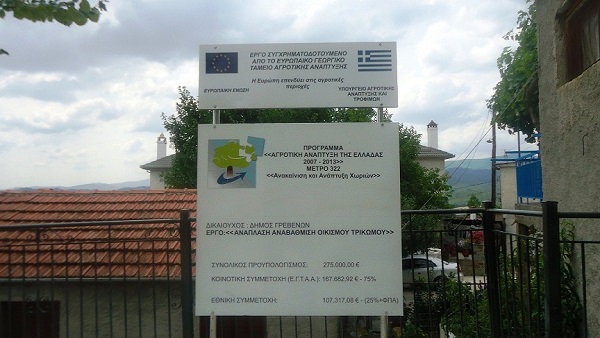 ΕΡΓΟ ΣΥΓΧΡΗΜΑΤΟΔΟΤΟΥΜΕΝΟ
ΑΠΟ ΤΟ ΕΥΡΩΠΑΙΚΟ ΓΕΩΡΓΙΚΟ
ΤΑΜΕΙΟ ΑΓΡΟΤΙΚΗΣ ΑΝΑΠΤΥΞΗΣ
Η Ευρώπη επενδύει στις αγροτικές
περιοχές
ΕΥΡΩΠΑΙΚΗ ΕΝΩΣΗ
ΥΠΟΥΡΓΕΙΟ ΑΓΡΟΤΙΚΗΣ
ΑΝΑΠΤΥΞΗΣ ΚΑΙ
ΤΡΟΦΙΜΩΝ
ΠΡΟΓΡΑΜΜΑ
<<ΑΓΡΟΤΙΚΗ ΑΝΑΠΤΥΞΗ ΤΗΣ ΕΛΛΑΔΑΣ
2007 - 2013>>
ΜΕΤΡΟ 322
<<Ανακαίνιση και Ανάπτυξη Χωριών>>
ΔΙΚΑΙΟΥΧΟΣ : ΔΗΜΟΣ ΓΡΕΒΕΝΩΝ
ΕΡΓΟ:<<ΑΝΑΠΛΑΣΗ ΑΝΑΒΑΘΜΙΣΗ ΟΙΚΙΣΜΟΥ ΤΡΙΚΩΜΟΥ>>
ΣΥΝΟΛΙΚΟΣ ΠΡΟΥΠΟΛΟΓΙΣΜΟΣ: 275.000.00 €
ΚΟΙΝΟΤΙΚΗ ΣΥΜΜΕΤΟΧΗ (Ε.Γ.Τ.Α.Α.): 167.682,92 € - 75%
ΕΘΝΙΚΗ ΣΥΜΜΕΤΟΧΗ: 107.317,08 € - (25%+ΦΠΑ)